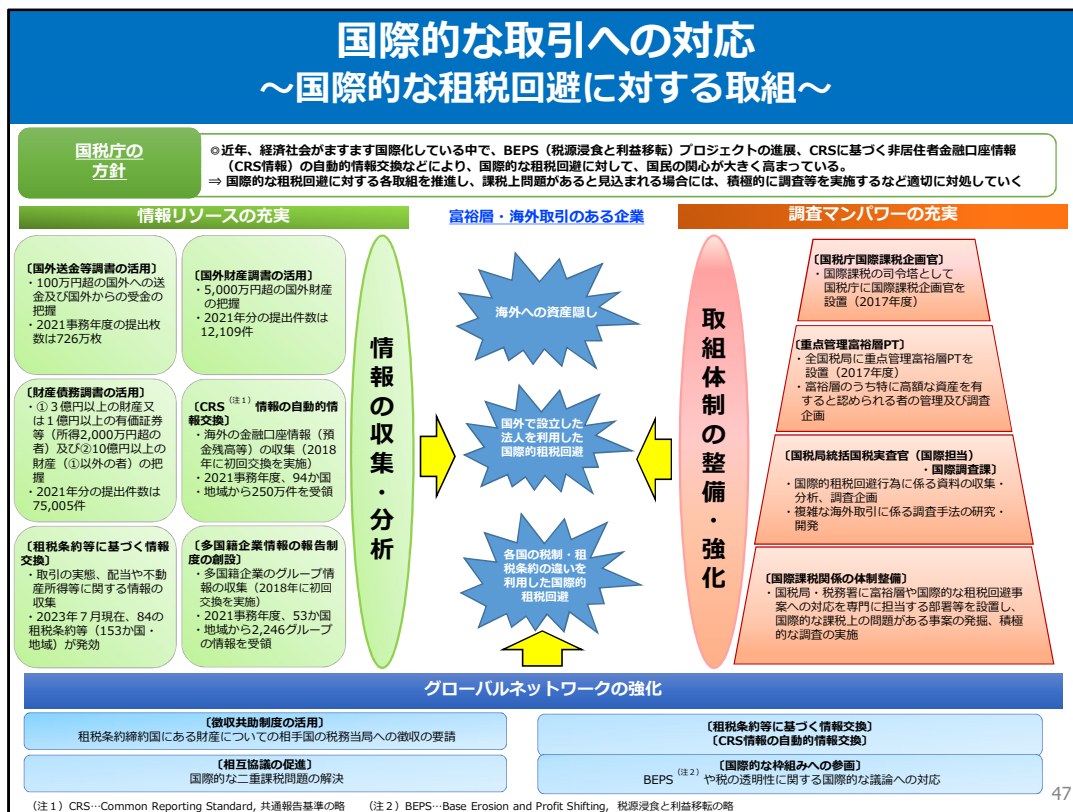 国際的な取引への対応
～国際的な租税回避に対する取組～
国税庁の
方針
◎近年、経済社会がますます国際化している中で、BEPS（税源浸食と利益移転）プロジェクトの進展、CRSに基づく非居住者金融口座情報
（CRS情報）の自動的情報交換などにより、国際的な租税回避に対して、国民の関心が大きく高まっている。
⇒ 国際的な租税回避に対する各取組を推進し、課税上問題があると見込まれる場合には、積極的に調査等を実施するなど適切に対処していく
情報リソースの充実
〔国外送金等調書の活用〕
・100万円超の国外への送
金及び国外からの受金の
把握
・2021事務年度の提出枚
数は726万枚
〔国外財産調書の活用〕
・5,000万円超の国外財産
の把握
・2021年分の提出件数は
12,109件
〔財産債務調書の活用〕
・①３億円以上の財産又
は１億円以上の有価証券
等（所得2,000万円超の
者）及び②10億円以上の
財産（①以外の者）の把
握
・2021年分の提出件数は
75,005件
〔CRS（注１）情報の自動的情
報交換〕
・海外の金融口座情報（預
金残高等）の収集（2018
年に初回交換を実施）
・2021事務年度、94か国
・地域から250万件を受領
〔租税条約等に基づく情報
交換〕
・取引の実態、配当や不動
産所得等に関する情報の
収集
・2023年７月現在、84の
租税条約等（153か国・
地域）が発効
〔多国籍企業情報の報告制
度の創設〕
・多国籍企業のグループ情
報の収集（2018年に初回
交換を実施）
・2021事務年度、53か国
・地域から2,246グループ
の情報を受領
情報の収集・分析
富裕層・海外取引のある企業
海外への資産隠し
国外で設立した
法人を利用した
国際的租税回避
各国の税制・租
税条約の違いを
利用した国際的
租税回避
取組体制の整備・強化
調査マンパワーの充実
〔国税庁国際課税企画官〕
・国際課税の司令塔として
国税庁に国際課税企画官を
設置（2017年度）
〔重点管理富裕層PT〕
・全国税局に重点管理富裕層PTを
設置（2017年度）
・富裕層のうち特に高額な資産を有
すると認められる者の管理及び調査
企画
〔国税局統括国税実査官（国際担当）
・国際調査課〕
・国際的租税回避行為に係る資料の収集・
分析、調査企画
・複雑な海外取引に係る調査手法の研究・
開発
〔国際課税関係の体制整備〕
・国税局・税務署に富裕層や国際的な租税回避事
案への対応を専門に担当する部署等を設置し、
国際的な課税上の問題がある事案の発掘、積極
的な調査の実施
グローバルネットワークの強化
〔徴収共助制度の活用〕
租税条約締約国にある財産についての相手国の税務当局への徴収の要請
〔相互協議の促進〕
国際的な二重課税問題の解決
〔租税条約等に基づく情報交換〕
〔CRS情報の自動的情報交換〕
〔国際的な枠組みへの参画〕
BEPS（注２）や税の透明性に関する国際的な議論への対応
（注１）CRS…Common Reporting Standard, 共通報告基準の略　（注２）BEPS…Base Erosion and Profit Shifting, 税源浸食と利益移転の略
47